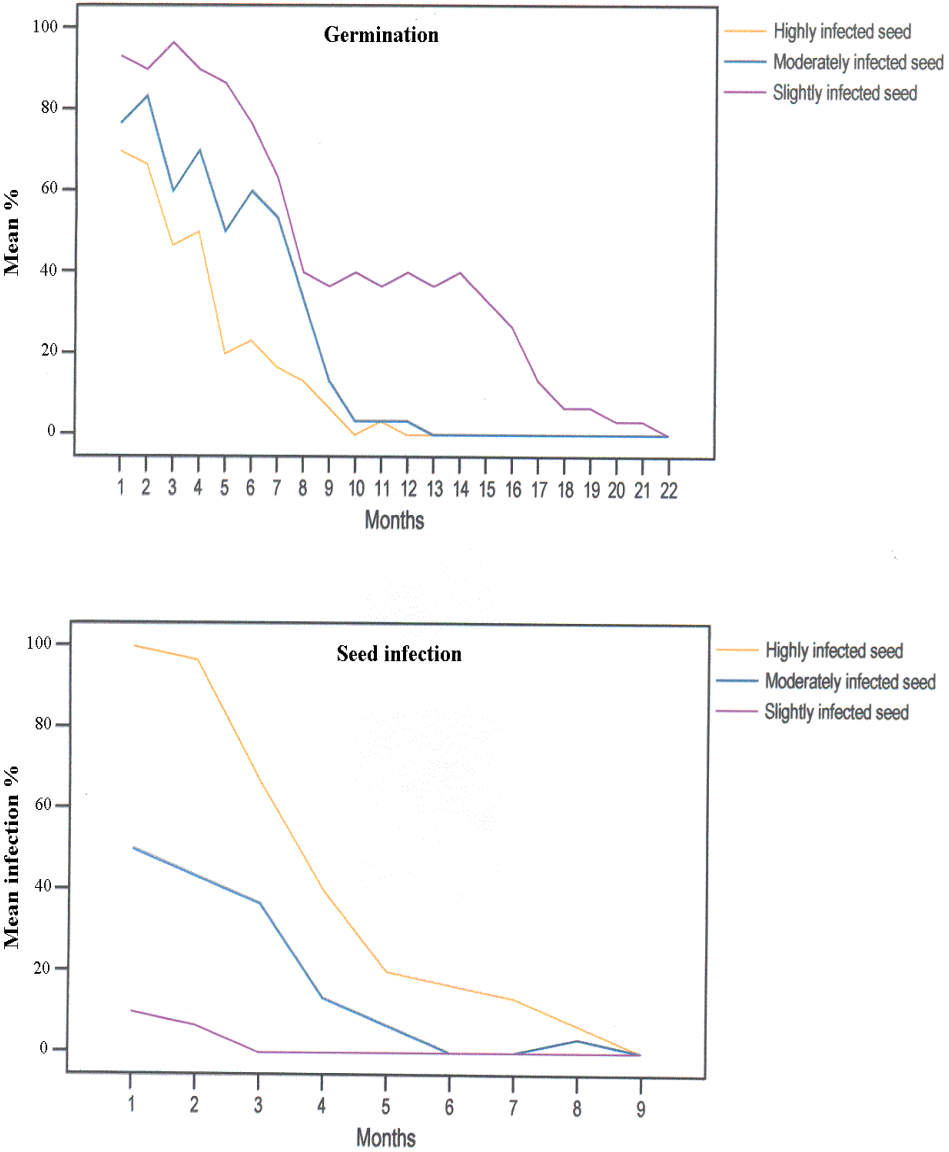 Germination
Highly infected seed
Moderately infected seed
Slightly infected seed
100
80
60
40
20
0
Mean %
1 2 3 4 5 6 7 8 9 10 11 12 13 14 15 16 17 18 19 20 21 22
Months
Seed infection
Highly infected seed
Moderately infected seed
Slightly infected seed
100
80
60
40
20
0
Mean infection %
1 2 3 4 5 6 7 8 9
Months